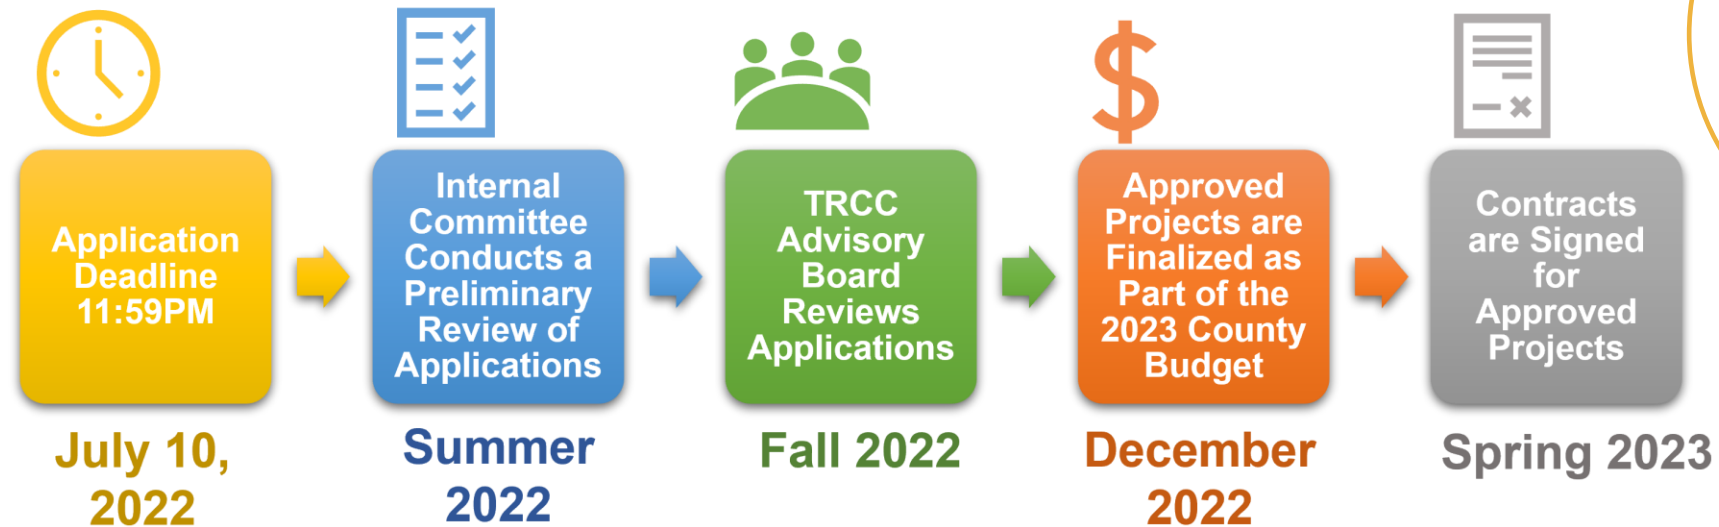 Application
Deadline
11:59PM
July 10,
2022
Internal
Committee
Conducts a
Preliminary
Review of
Applications
Summer
2022
TRCC
Advisory
Board
Reviews
Applications
Fall 2022
Approved
Projects are
Finalized as
Part of the
2023 County
Budget
December
2022
Contracts
are Signed
for
Approved
Projects
Spring 2023